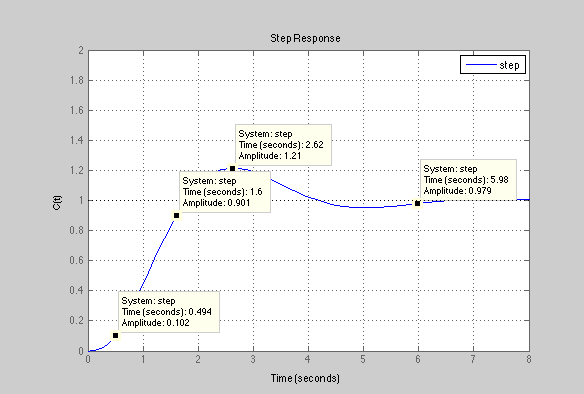 Step Response
2
1.8
1.6
1.4
1.2
1
0.8
0.6
0.4
0.2
0
C(t)
step
System: step
Time (seconds): 2.62
Amplitude: 1.21
System: step
Time (seconds): 5.98
Amplitude: 0.979
System: step
Time (seconds): 1.6
Amplitude: 0.901
System: step
Time (seconds): 0.494
Amplitude: 0.102
0 1 2 3 4 5 6 7 8
Time (seconds)